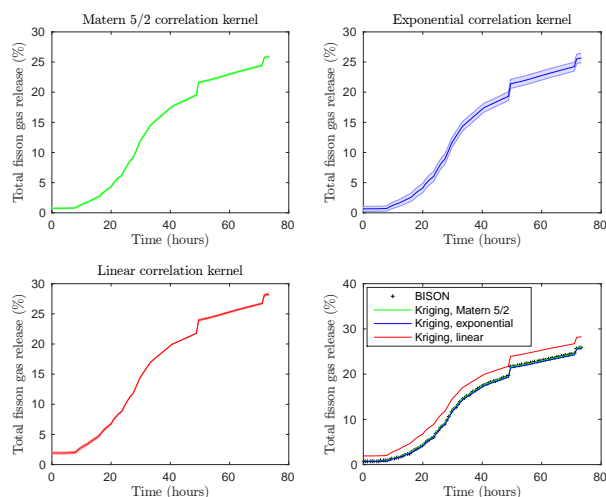 Matern 5/2 correlation kernel
30
25
20
15
10
5
0
0 20 40 60 80
Total fisson gas release (%)
Time (hours)
Exponential correlation kernel
30
25
20
15
10
5
0
0 20 40 60 80
Total fisson gas release (%)
Time (hours)
Linear correlation kernel
30
25
20
15
10
5
0
0 20 40 60 80
Total fisson gas release (%)
Time (hours)
BISON
Kriging, Matern 5/2
Kriging, exponential
Kriging, linear
40
30
20
10
0
0 20 40 60 80
Total fisson gas release (%)
Time (hours)